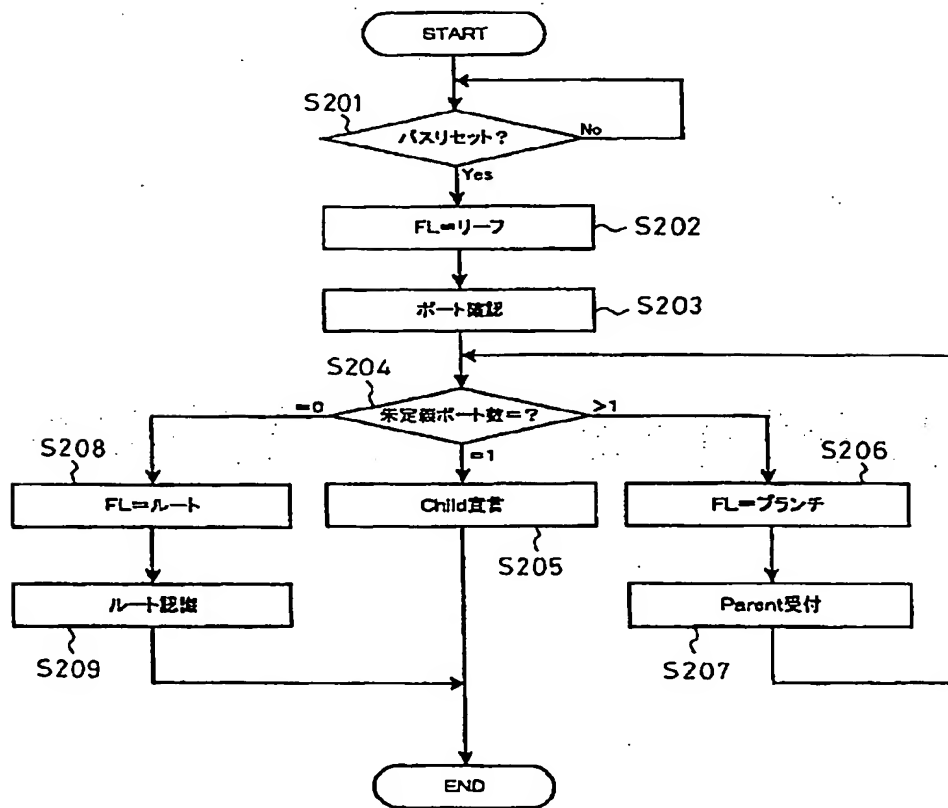 START
S201
バスリセット？
No
Yes
FL=リーフ
S202
ポート確認
S203
S204
未定義ポート数=？
=0
>1
=1
S208
S206
FL=ルート
Child宣言
FL=ブランチ
S205
ルート認識
Parent受付
S209
S207
END